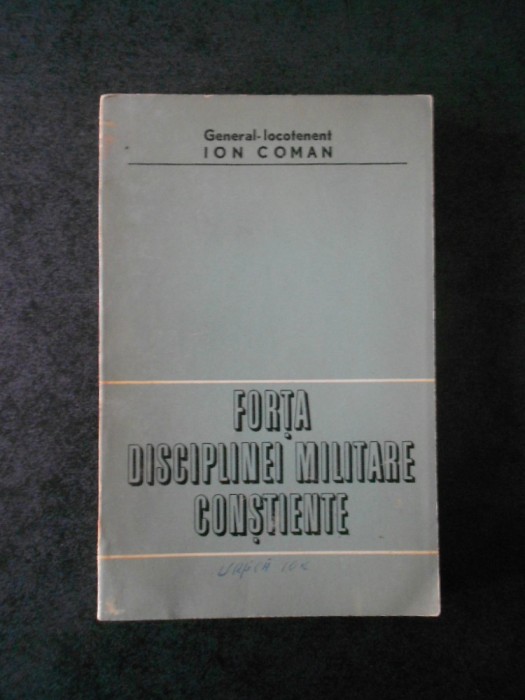 General-locotenent
ION COMAN
FORȚA
DISCIPLINEI MILITARE
CONȘTIENTE